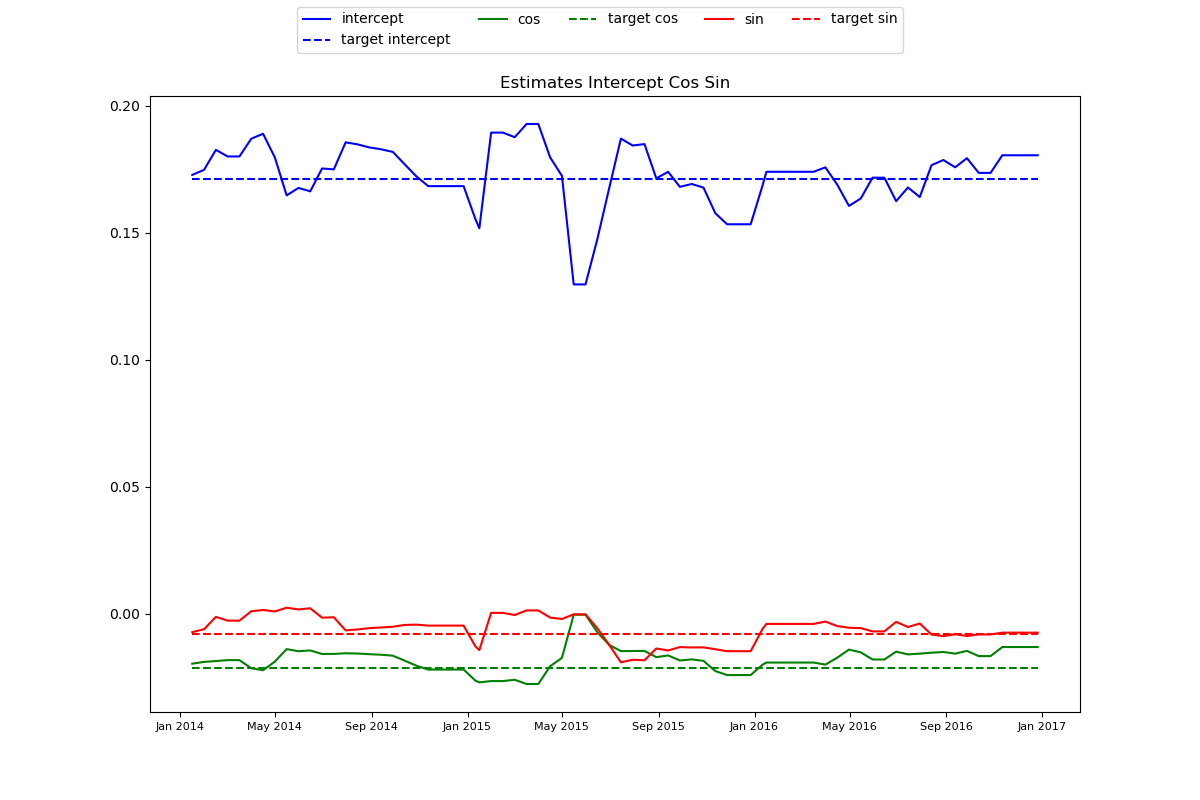 intercept cos target cos sin target sin
target intercept
Estimates Intercept Cos Sin
0.20
0.15
0.10
0.05
0.00
Jan 2014 May 2014 Sep 2014 Jan 2015 May 2015 Sep 2015 Jan 2016 May 2016 Sep 2016 Jan 2017